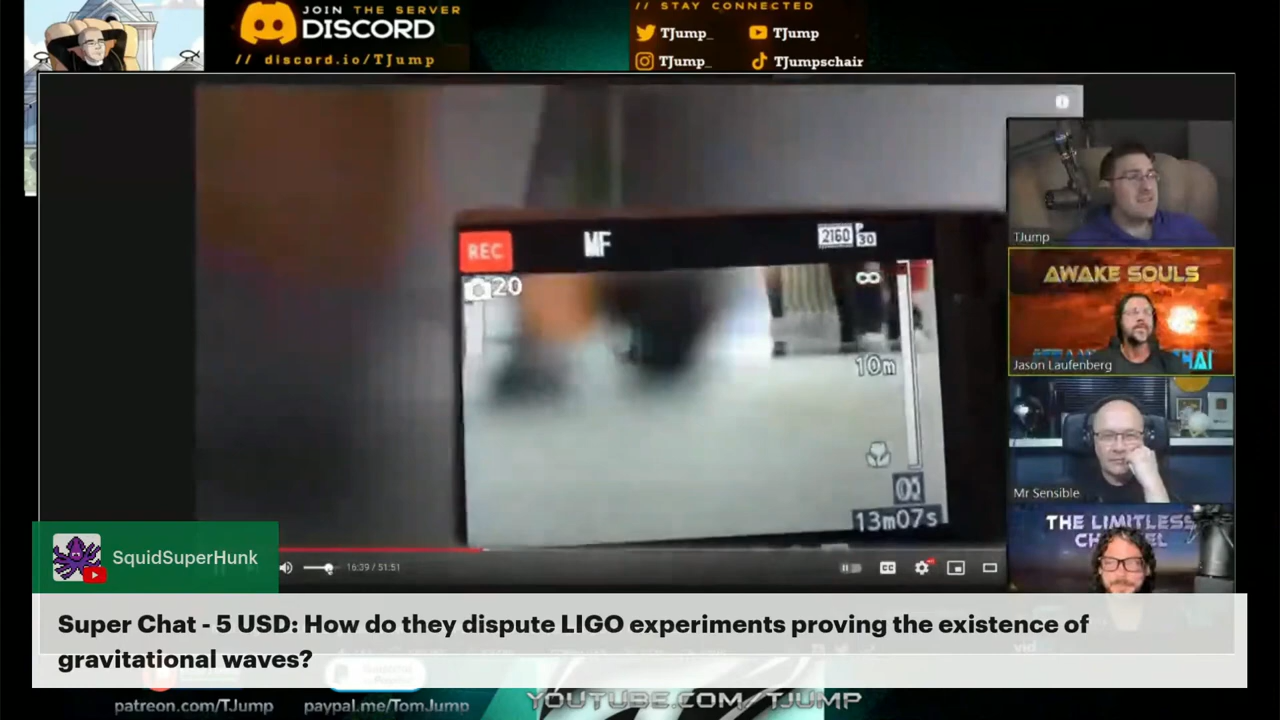 JOIN THE SERVER
DISCORD
// discord.io/TJump
// STAY CONNECTED
TJump_
TJump
TJump_
TJumpschair
REC
MF
2160 P 30
20
∞
10m
13m07s
TJump
AWAKE SOULS
Jason Laufenberg
Mr Sensible
THE LIMITLESS
16:39 / 51:51
CC
SquidSuperHunk
Super Chat - 5 USD: How do they dispute LIGO experiments proving the existence of
gravitational waves?
patreon.com/TJump
paypal.me/TomJump
YOUTUBE.COM/TJUMP